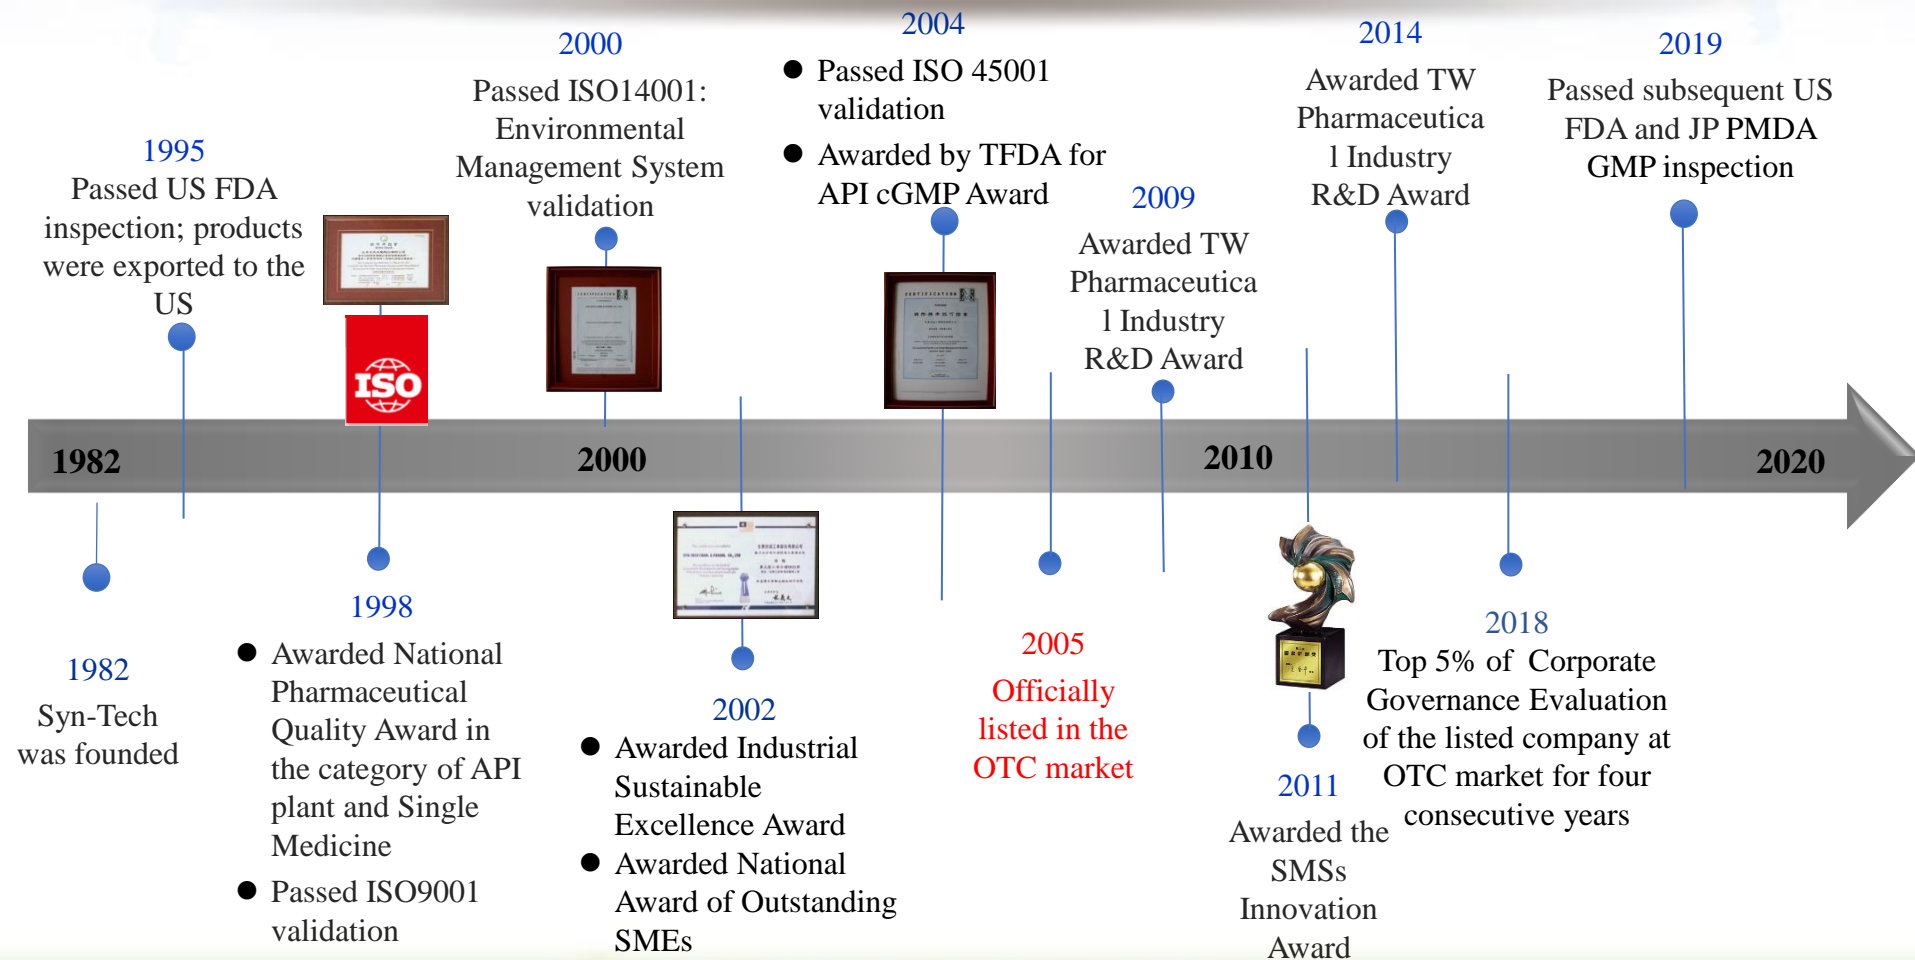 2000
Passed ISO14001:
Environmental
Management System
validation
2004
● Passed ISO 45001
validation
● Awarded by TFDA for
API cGMP Award
2014
Awarded TW
Pharmaceutica
l Industry
R&D Award
2019
Passed subsequent US
FDA and JP PMDA
GMP inspection
1995
Passed US FDA
inspection; products
were exported to the
US
2009
Awarded TW
Pharmaceutica
l Industry
R&D Award
CERTIFICATION
CERTIFICATION
ISO
1982
2000
2010
2020
1982
Syn-Tech
was founded
1998
● Awarded National
Pharmaceutical
Quality Award in
the category of API
plant and Single
Medicine
● Passed ISO9001
validation
2002
● Awarded Industrial
Sustainable
Excellence Award
● Awarded National
Award of Outstanding
SMEs
2005
Officially
listed in the
OTC market
2011
Awarded the
SMSs
Innovation
Award
2018
Top 5% of Corporate
Governance Evaluation
of the listed company at
OTC market for four
consecutive years